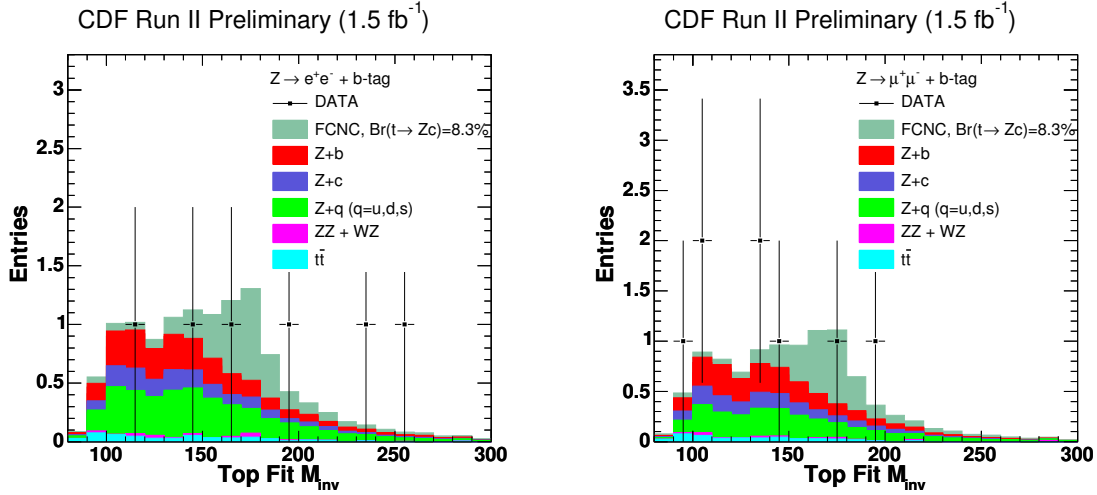 CDF Run II Preliminary (1.5 fb⁻¹)
Entries
3
2.5
2
1.5
1
0.5
0
Z → e⁺e⁻ + b-tag
DATA
FCNC, Br(t → Zc)=8.3%
Z+b
Z+c
Z+q (q=u,d,s)
ZZ + WZ
tt̄
100 150 200 250 300
Top Fit M_inv
CDF Run II Preliminary (1.5 fb⁻¹)
Entries
3.5
3
2.5
2
1.5
1
0.5
0
Z → μ⁺μ⁻ + b-tag
DATA
FCNC, Br(t → Zc)=8.3%
Z+b
Z+c
Z+q (q=u,d,s)
ZZ + WZ
tt̄
100 150 200 250 300
Top Fit M_inv